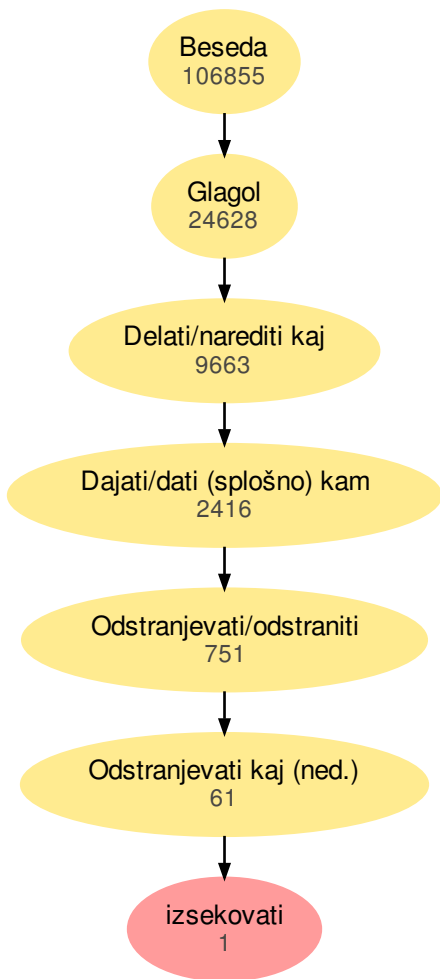 Beseda
106855
Glagol
24628
Delati/narediti kaj
9663
Dajati/dati (splošno) kam
2416
Odstranjevati/odstraniti
751
Odstranjevati kaj (ned.)
61
izsekovati
1